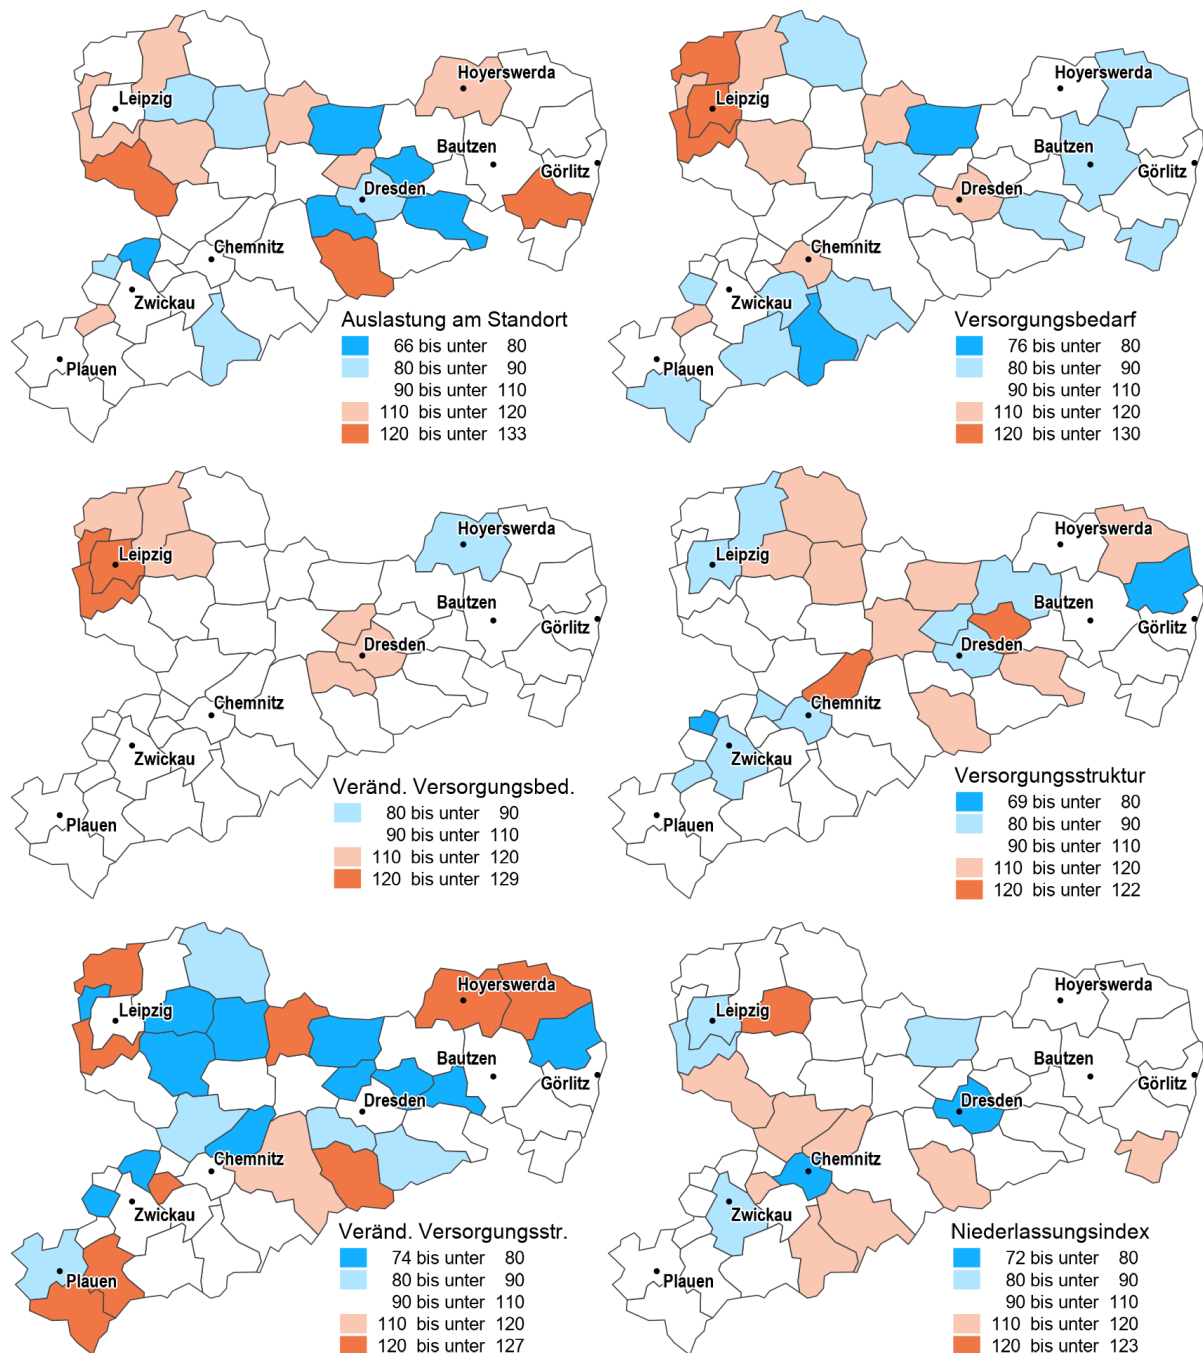 Hoyerswerda
Leipzig
Bautzen
Görlitz
Dresden
Chemnitz
Zwickau
Plauen
Auslastung am Standort
66 bis unter 80
80 bis unter 90
90 bis unter 110
110 bis unter 120
120 bis unter 133
Hoyerswerda
Leipzig
Bautzen
Görlitz
Dresden
Chemnitz
Zwickau
Plauen
Versorgungsbedarf
76 bis unter 80
80 bis unter 90
90 bis unter 110
110 bis unter 120
120 bis unter 130
Hoyerswerda
Leipzig
Bautzen
Görlitz
Dresden
Chemnitz
Zwickau
Plauen
Veränd. Versorgungsbed.
80 bis unter 90
90 bis unter 110
110 bis unter 120
120 bis unter 129
Hoyerswerda
Leipzig
Bautzen
Görlitz
Dresden
Chemnitz
Zwickau
Plauen
Versorgungsstruktur
69 bis unter 80
80 bis unter 90
90 bis unter 110
110 bis unter 120
120 bis unter 122
Hoyerswerda
Leipzig
Bautzen
Görlitz
Dresden
Chemnitz
Zwickau
Plauen
Veränd. Versorgungsstr.
74 bis unter 80
80 bis unter 90
90 bis unter 110
110 bis unter 120
120 bis unter 127
Hoyerswerda
Leipzig
Bautzen
Görlitz
Dresden
Chemnitz
Zwickau
Plauen
Niederlassungsindex
72 bis unter 80
80 bis unter 90
90 bis unter 110
110 bis unter 120
120 bis unter 123